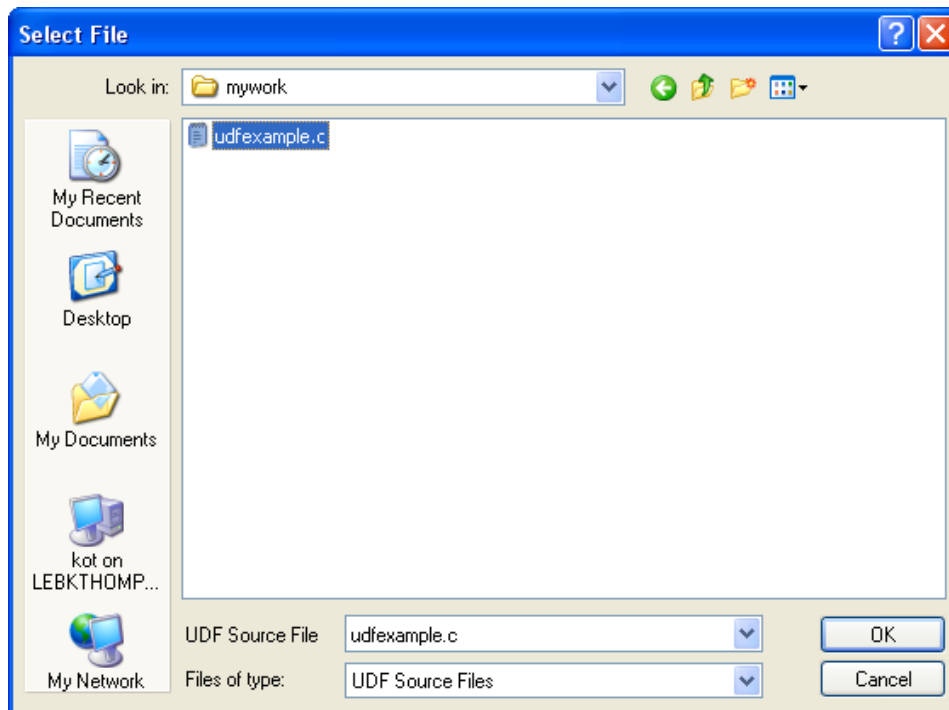 Select File
Look in:
mywork
udfexample.c
My Recent
Documents
Desktop
My Documents
kot on
LEBKTHOMP...
My Network
UDF Source File
udfexample.c
OK
Files of type:
UDF Source Files
Cancel